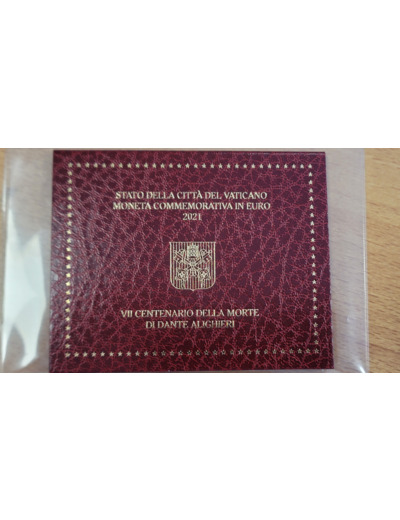 STATO DELLA CITTÀ DEL VATICANO
MONETA COMMEMORATIVA IN EURO
2021
VII CENTENARIO DELLA MORTE
DI DANTE ALIGHIERI